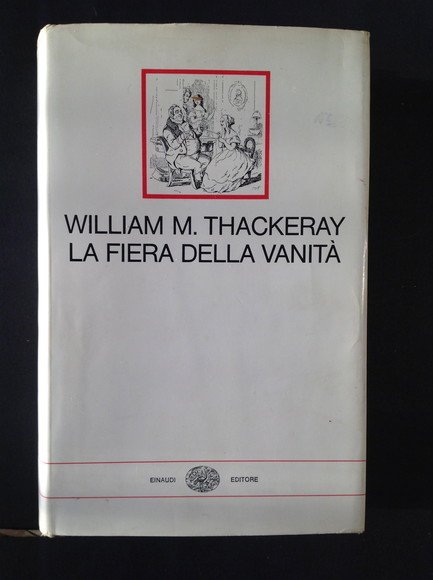 WILLIAM M. THACKERAY
LA FIERA DELLA VANITÀ
EINAUDI EDITORE